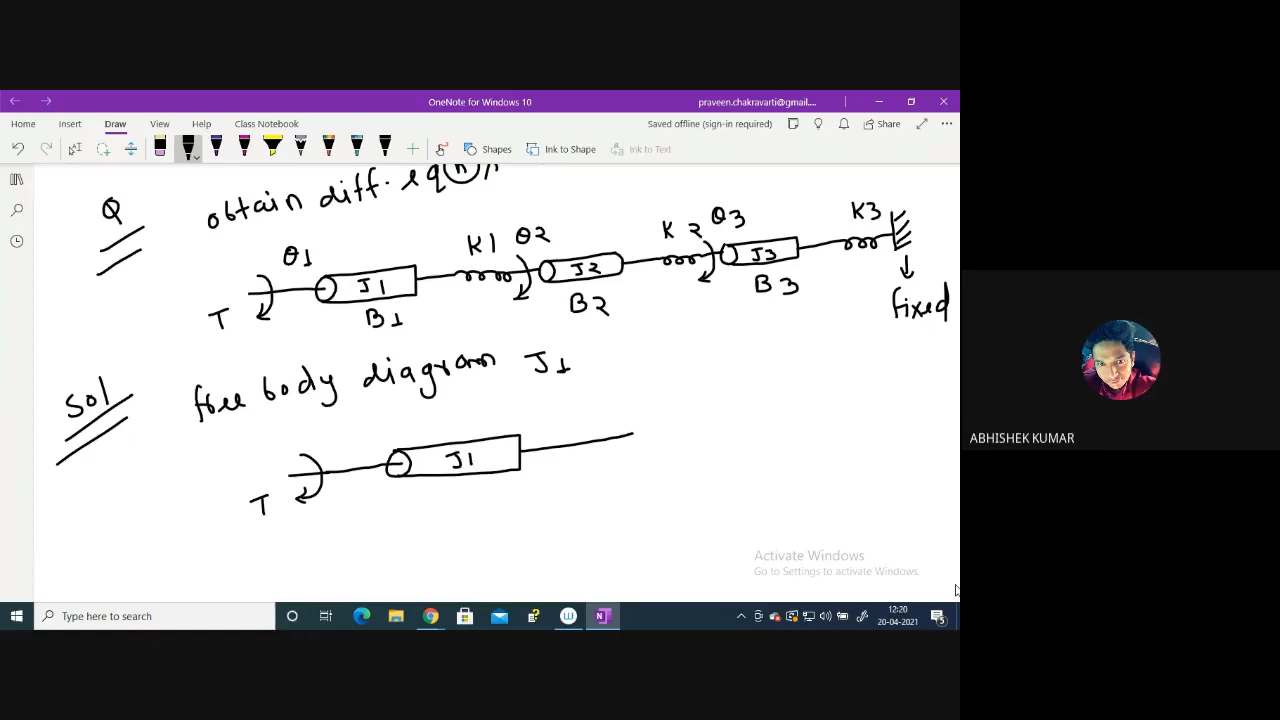 OneNote for Windows 10
praveen.chakravarti@gmail....
Home Insert Draw View Help Class Notebook
Saved offline (sign-in required)
Share
Shapes
Ink to Shape
Ink to Text
Q obtain diff. eq(n)
θ1 K1 θ2 K2 θ3 K3
T J1 J2 J3
B1 B2 B3 fixed
Sol free body diagram J1
J1
T
Activate Windows
Go to Settings to activate Windows.
ABHISHEK KUMAR
Type here to search
12:20
20-04-2021
5